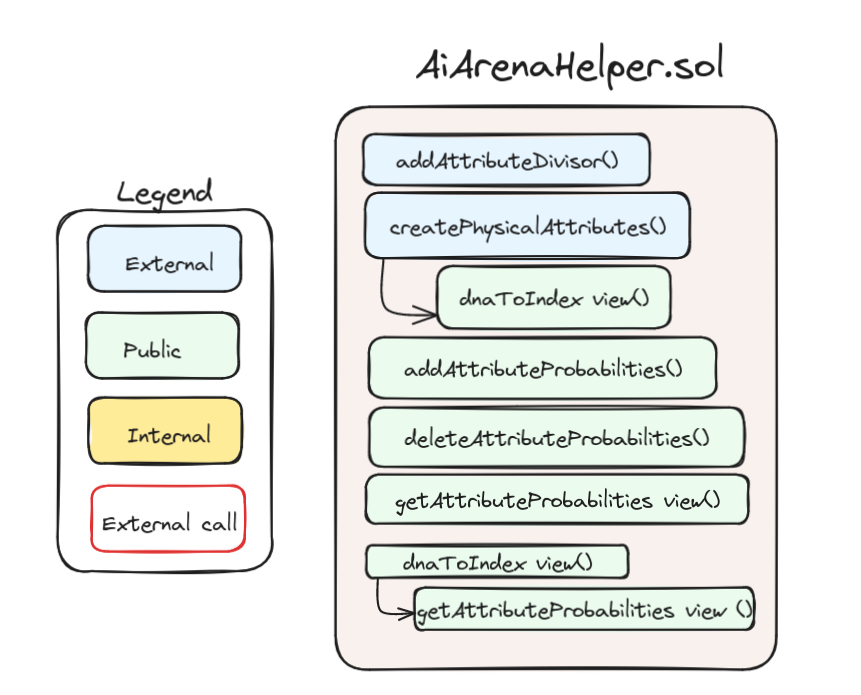 AiArenaHelper.sol
Legend
External
Public
Internal
External call
addAttributeDivisor()
createPhysicalAttributes()
dnaToIndex view()
addAttributeProbabilities()
deleteAttributeProbabilities()
getAttributeProbabilities view()
dnaToIndex view()
getAttributeProbabilities view ()